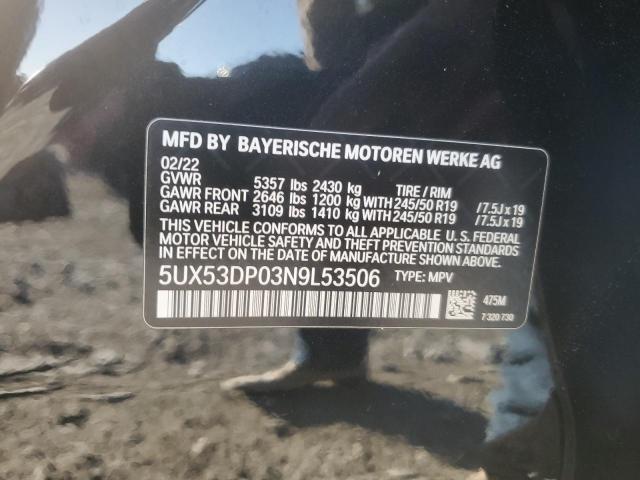 MFD BY BAYERISCHE MOTOREN WERKE AG
02/22
GVWR 5357 lbs 2430 kg TIRE / RIM
GAWR FRONT 2646 lbs 1200 kg WITH 245/50 R19 /7.5J x 19
GAWR REAR 3109 lbs 1410 kg WITH 245/50 R19 /7.5J x 19
THIS VEHICLE CONFORMS TO ALL APPLICABLE U. S. FEDERAL
MOTOR VEHICLE SAFETY AND THEFT PREVENTION STANDARDS
IN EFFECT ON THE DATE OF MANUFACTURE SHOWN ABOVE.
5UX53DP03N9L53506 TYPE: MPV
475M
7 320 730